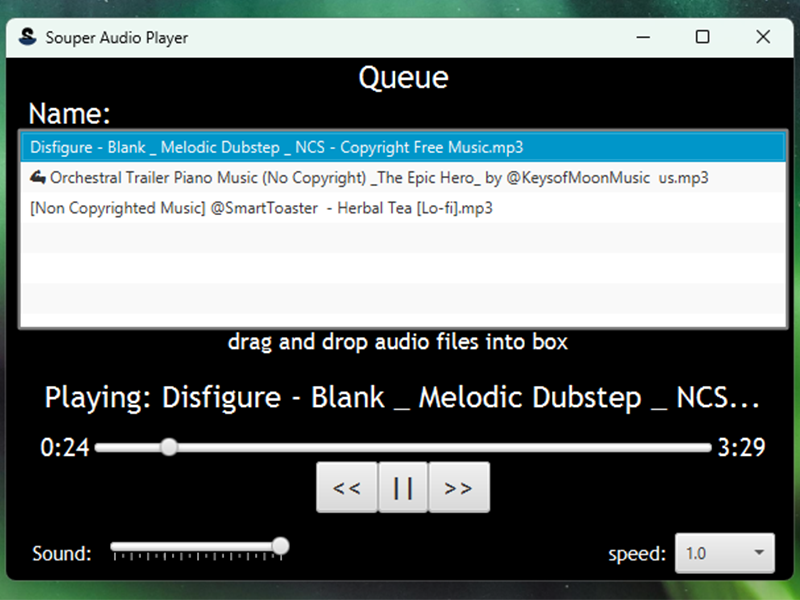 Souper Audio Player
Queue
Name:
Disfigure - Blank _ Melodic Dubstep _ NCS - Copyright Free Music.mp3
💪 Orchestral Trailer Piano Music (No Copyright) _The Epic Hero_ by @KeysofMoonMusic  us.mp3
[Non Copyrighted Music] @SmartToaster  - Herbal Tea [Lo-fi].mp3
drag and drop audio files into box
Playing: Disfigure - Blank _ Melodic Dubstep _ NCS...
0:24 3:29
<< || >>
Sound: speed: 1.0